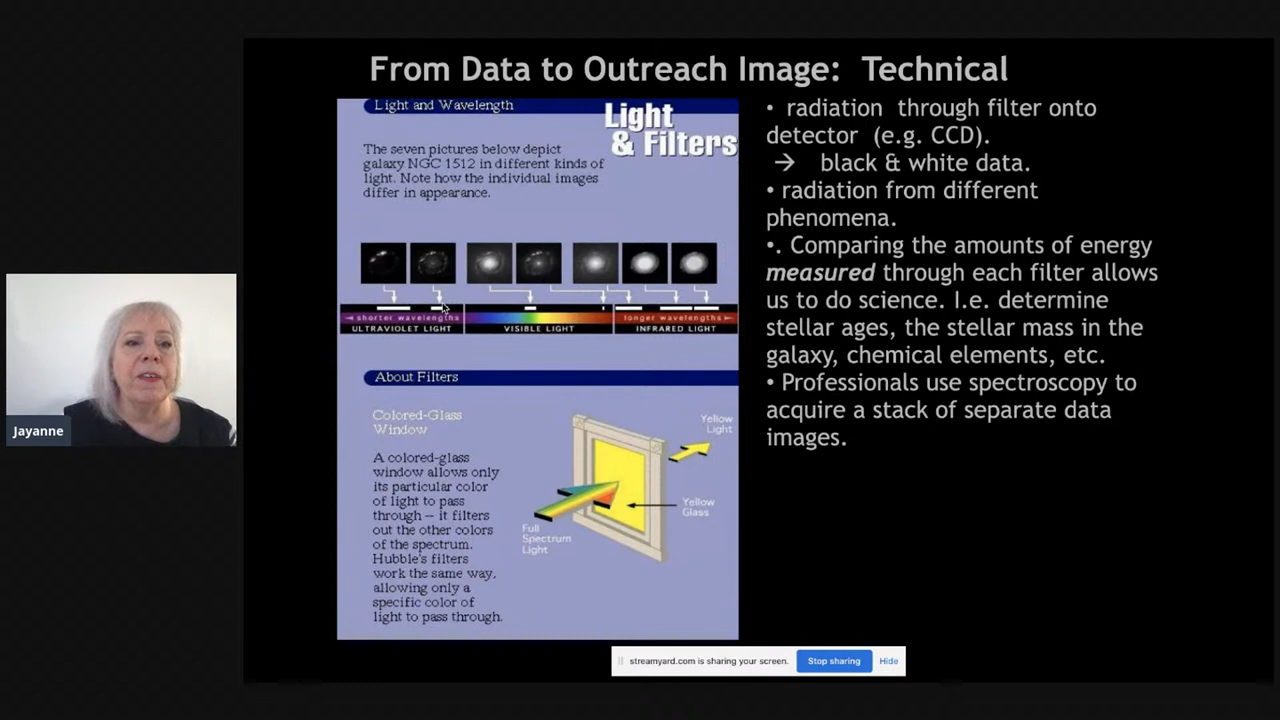 From Data to Outreach Image: Technical
Light and Wavelength
Light
& Filters
The seven pictures below depict
galaxy NGC 1512 in different kinds of
light. Note how the individual images
differ in appearance.
◄ shorter wavelengths
longer wavelengths ►
ULTRAVIOLET LIGHT
VISIBLE LIGHT
INFRARED LIGHT
About Filters
Colored-Glass
Window
A colored-glass
window allows only
its particular color
of light to pass
through — it filters
out the other colors
of the spectrum.
Hubble's filters
work the same way,
allowing only a
specific color of
light to pass through.
Yellow
Light
Yellow
Glass
Full
Spectrum
Light
• radiation through filter onto
detector (e.g. CCD).
→ black & white data.
• radiation from different
phenomena.
•. Comparing the amounts of energy
measured through each filter allows
us to do science. I.e. determine
stellar ages, the stellar mass in the
galaxy, chemical elements, etc.
• Professionals use spectroscopy to
acquire a stack of separate data
images.
Jayanne
streamyard.com is sharing your screen.
Stop sharing
Hide